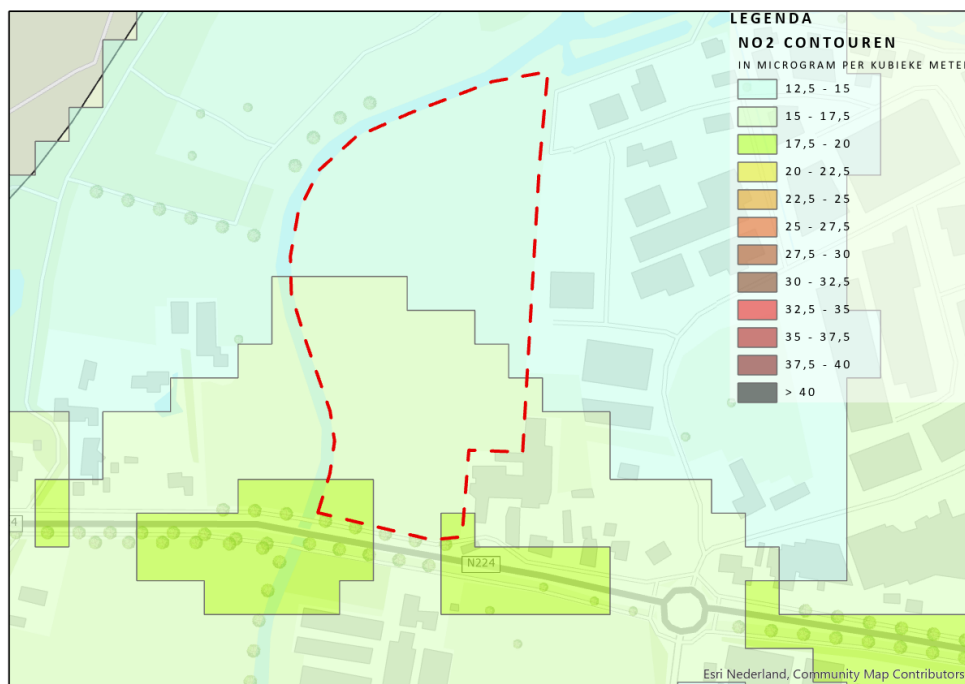 LEGENDA
NO2 CONTOUREN
IN MICROGRAM PER KUBIEKE METER
12,5 - 15
15 - 17,5
17,5 - 20
20 - 22,5
22,5 - 25
25 - 27,5
27,5 - 30
30 - 32,5
32,5 - 35
35 - 37,5
37,5 - 40
> 40
4
N224
Esri Nederland, Community Map Contributors